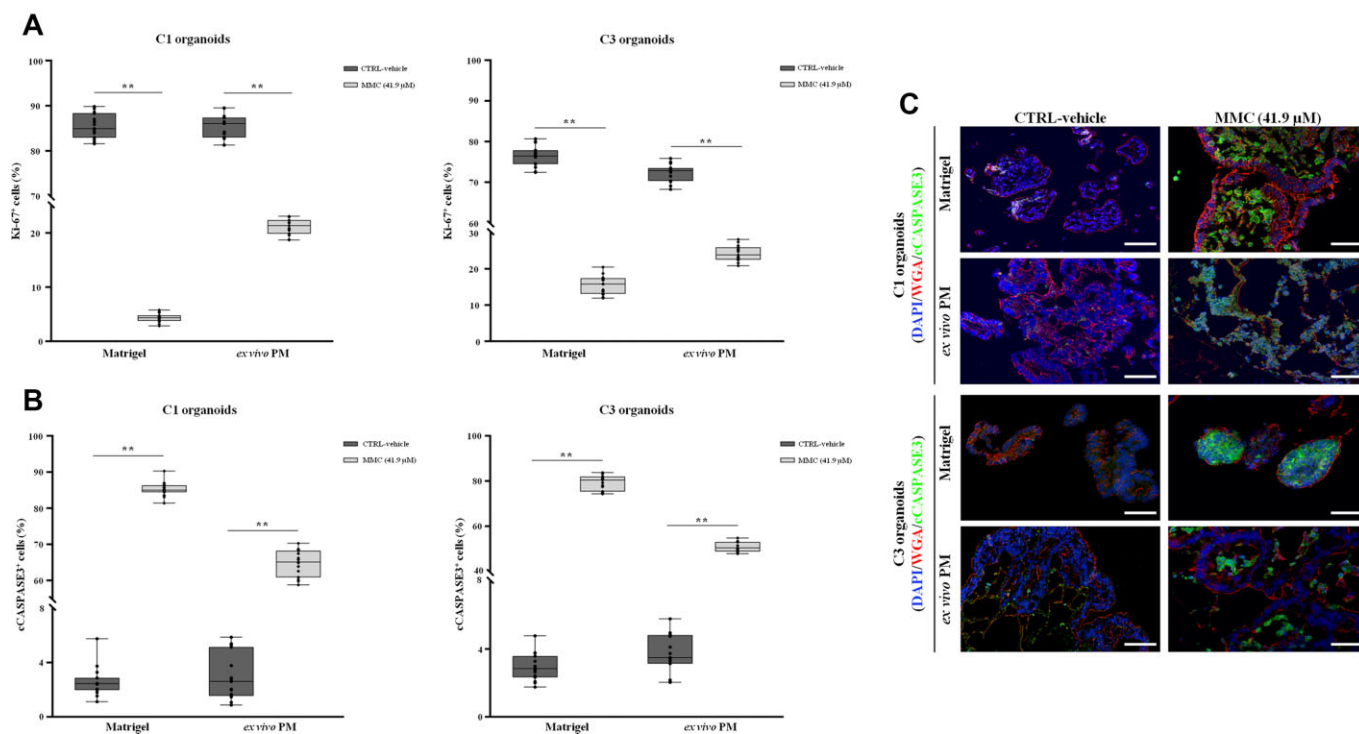 A
C1 organoids
CTRL-vehicle
MMC (41.9 µM)
Ki-67⁺ cells (%)
100
90
80
70
20
10
0
**
**
Matrigel
ex vivo PM
C3 organoids
CTRL-vehicle
MMC (41.9 µM)
Ki-67⁺ cells (%)
100
90
80
70
60
30
20
10
0
**
**
Matrigel
ex vivo PM
B
C1 organoids
CTRL-vehicle
MMC (41.9 µM)
cCASPASE3⁺ cells (%)
100
90
80
70
60
8
4
0
**
**
Matrigel
ex vivo PM
C3 organoids
CTRL-vehicle
MMC (41.9 µM)
cCASPASE3⁺ cells (%)
100
80
60
40
8
4
0
**
**
Matrigel
ex vivo PM
C
CTRL-vehicle
MMC (41.9 µM)
C1 organoids
(DAPI/WGA/cCASPASE3)
Matrigel
ex vivo PM
C3 organoids
(DAPI/WGA/cCASPASE3)
Matrigel
ex vivo PM